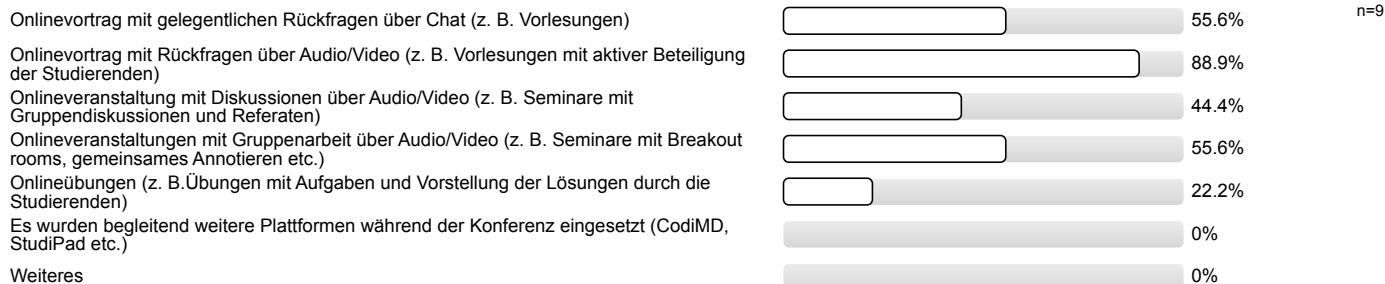 Onlinevortrag mit gelegentlichen Rückfragen über Chat (z. B. Vorlesungen) 55.6% n=9
Onlinevortrag mit Rückfragen über Audio/Video (z. B. Vorlesungen mit aktiver Beteiligung
der Studierenden) 88.9%
Onlineveranstaltung mit Diskussionen über Audio/Video (z. B. Seminare mit
Gruppendiskussionen und Referaten) 44.4%
Onlineveranstaltungen mit Gruppenarbeit über Audio/Video (z. B. Seminare mit Breakout
rooms, gemeinsames Annotieren etc.) 55.6%
Onlineübungen (z. B.Übungen mit Aufgaben und Vorstellung der Lösungen durch die
Studierenden) 22.2%
Es wurden begleitend weitere Plattformen während der Konferenz eingesetzt (CodiMD,
StudiPad etc.) 0%
Weiteres 0%